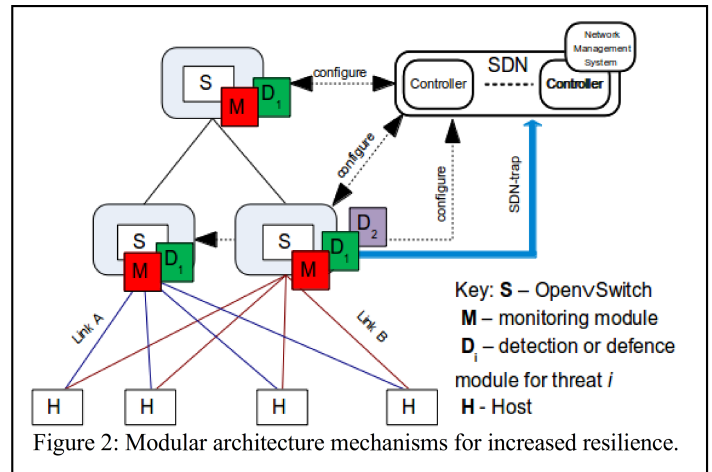 Network
Management
System
SDN
Controller
Controller
configure
S
M
D1
configure
configure
SDN-trap
S
M
D1
S
M
D1
D2
Link A
Link B
H
H
H
H
Key: S – OpenvSwitch
M – monitoring module
Di – detection or defence
module for threat i
H - Host
Figure 2: Modular architecture mechanisms for increased resilience.